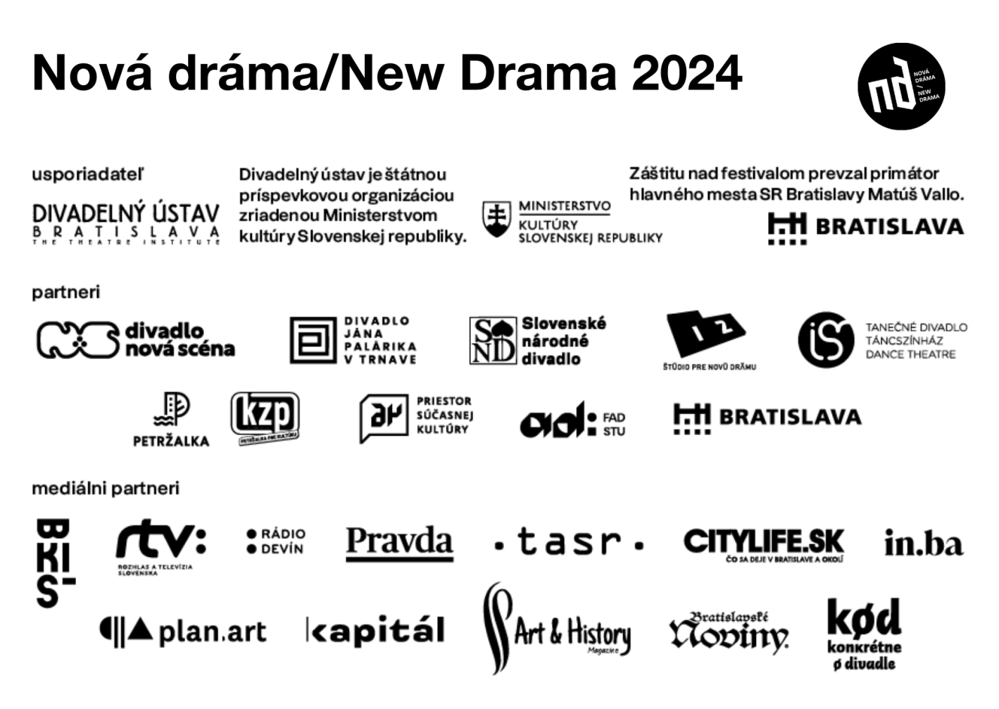 Nová dráma/New Drama 2024
nd
NOVÁ
DRÁMA
NEW
DRAMA
usporiadateľ
DIVADELNÝ ÚSTAV
BRATISLAVA
THE THEATRE INSTITUTE
Divadelný ústav je štátnou
príspevkovou organizáciou
zriadenou Ministerstvom
kultúry Slovenskej republiky.
MINISTERSTVO
KULTÚRY
SLOVENSKEJ REPUBLIKY
Záštitu nad festivalom prevzal primátor
hlavného mesta SR Bratislavy Matúš Vallo.
BRATISLAVA
partneri
divadlo
nová scéna
DIVADLO
JÁNA
PALÁRIKA
V TRNAVE
SND
Slovenské
národné
divadlo
IZ
ŠTÚDIO PRE NOVÚ DRÁMU
TANEČNÉ DIVADLO
TÁNCSZÍNHÁZ
DANCE THEATRE
PETRŽALKA
kzp
PETRŽALKA PRE KULTÚRU
PRIESTOR
SÚČASNEJ
KULTÚRY
FAD
STU
BRATISLAVA
mediálni partneri
BKIS
rtv:
ROZHLAS A TELEVÍZIA
SLOVENSKA
RÁDIO
DEVÍN
Pravda
.tasr.
CITYLIFE.SK
ČO SA DEJE V BRATISLAVE A OKOLÍ
in.ba
plan.art
kapitál
Art & History
Magazine
Bratislavské
Noviny.
kød
konkrétne
ø divadle